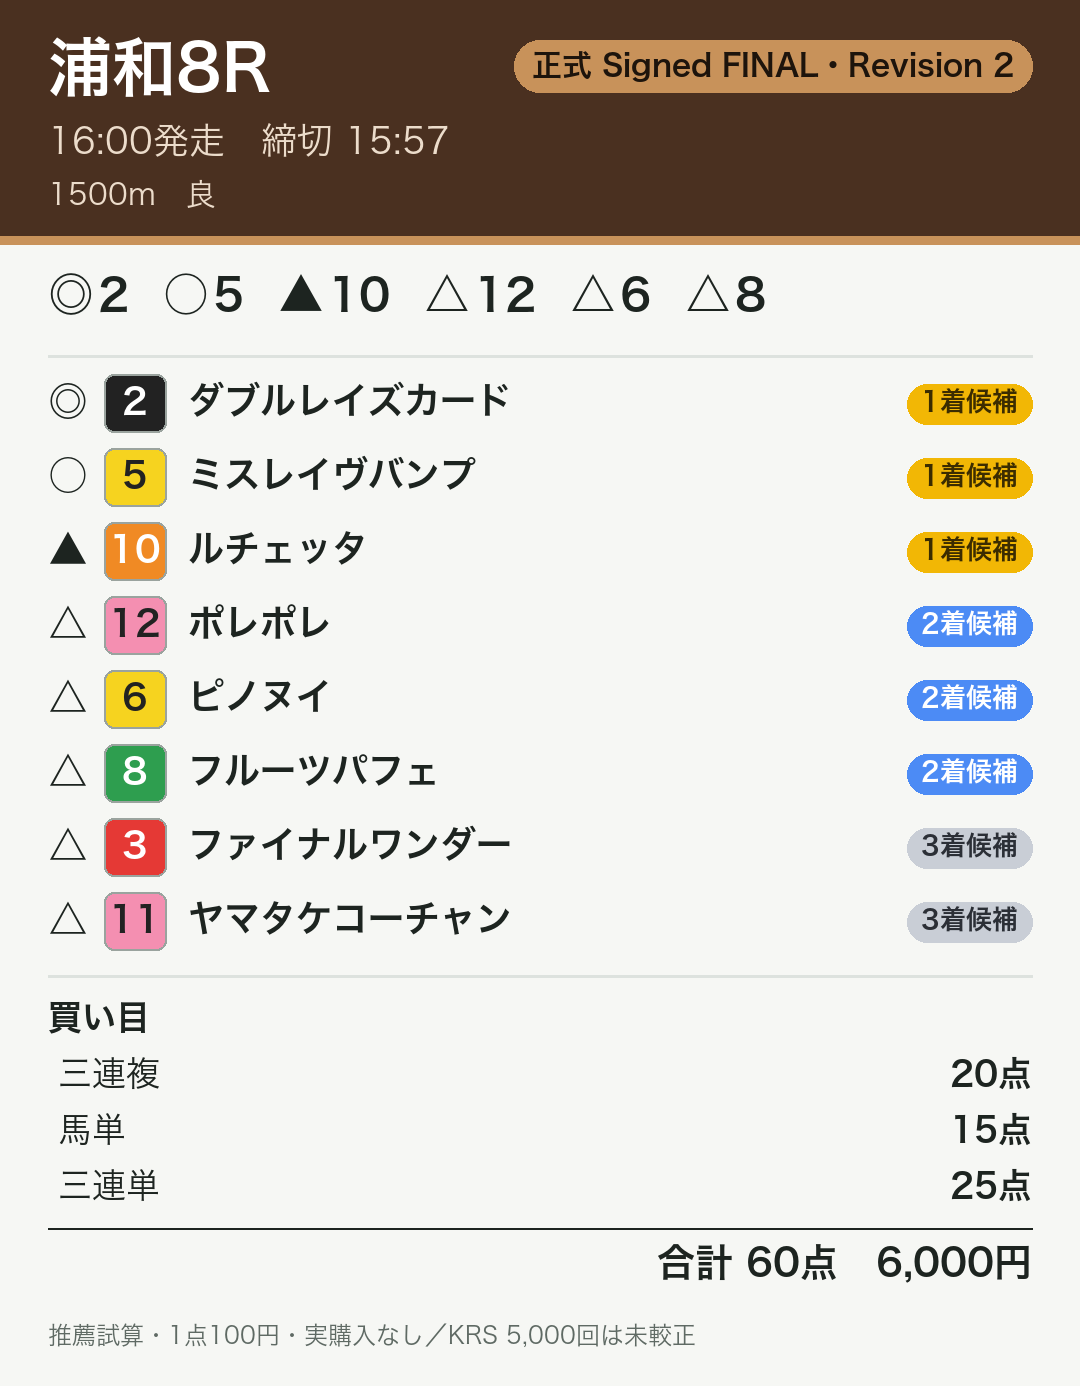 浦和8R 正式 Signed FINAL・Revision 2
16:00発走 締切 15:57
1500m 良
◎2 ○5 ▲10 △12 △6 △8
◎ 2 ダブルレイズカード 1着候補
○ 5 ミスレイヴバンプ 1着候補
▲ 10 ルチェッタ 1着候補
△ 12 ポレポレ 2着候補
△ 6 ピノヌイ 2着候補
△ 8 フルーツパフェ 2着候補
△ 3 ファイナルワンダー 3着候補
△ 11 ヤマタケコーチャン 3着候補
買い目
三連複 20点
馬単 15点
三連単 25点
合計 60点 6,000円
推薦試算・1点100円・実購入なし／KRS 5,000回は未較正